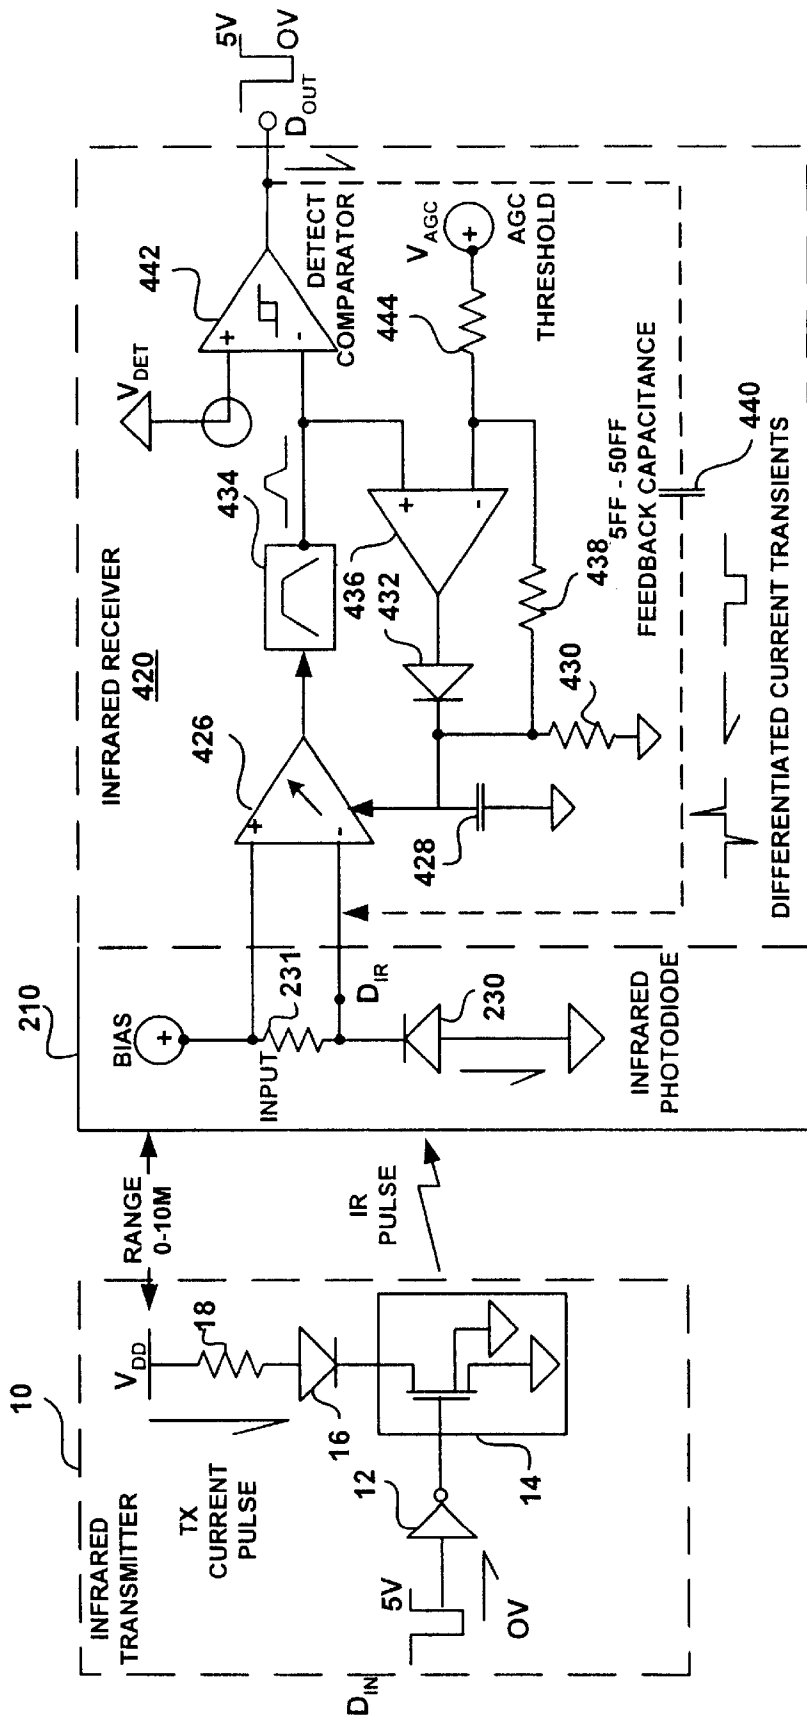 10
INFRARED
TRANSMITTER
TX
CURRENT
PULSE
V_DD
18
16
12
14
D_IN
5V
OV
RANGE
0-10M
IR
PULSE
210
BIAS
INPUT
231
D_IR
230
INFRARED
PHOTODIODE
INFRARED RECEIVER
420
426
428
430
432
434
436
438
5FF - 50FF
FEEDBACK CAPACITANCE
440
DIFFERENTIATED CURRENT TRANSIENTS
V_DET
442
DETECT
COMPARATOR
444
V_AGC
AGC
THRESHOLD
D_OUT
5V
OV
+
-
+
-
+
-
+
+